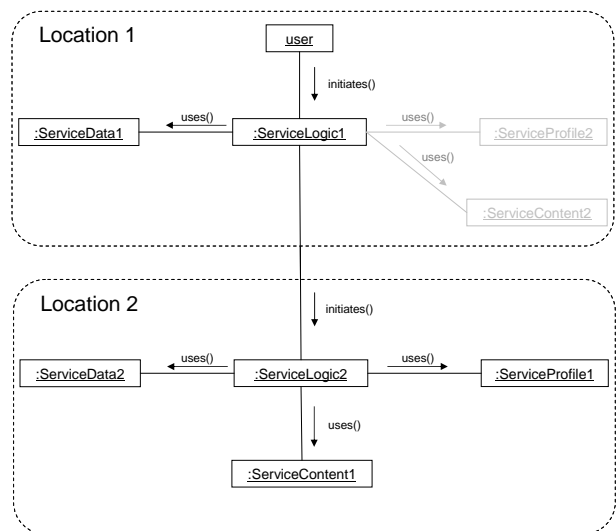 Location 1
user
initiates()
uses()
uses()
:ServiceData1
:ServiceLogic1
:ServiceProfile2
uses()
:ServiceContent2
Location 2
initiates()
uses()
uses()
:ServiceData2
:ServiceLogic2
:ServiceProfile1
uses()
:ServiceContent1